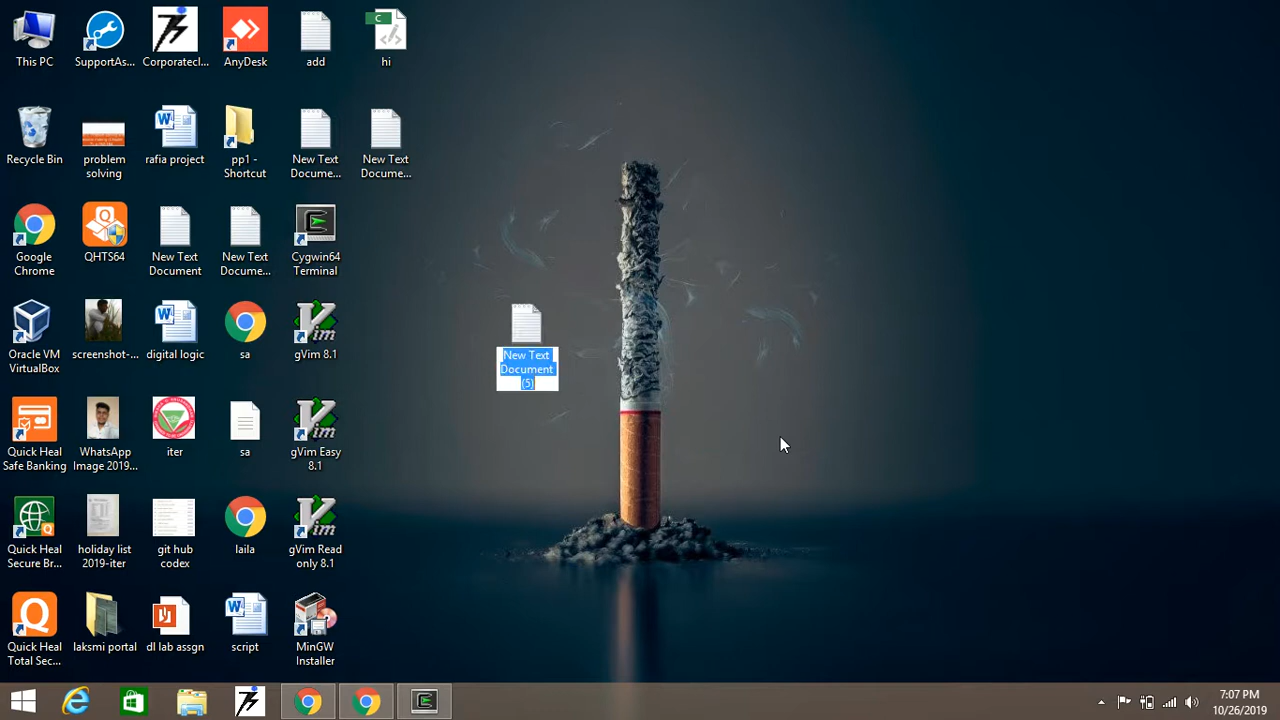 This PC
SupportAs...
Corporatecl...
AnyDesk
add
C
hi
Recycle Bin
problem
solving
W
rafia project
pp1 -
Shortcut
New Text
Docume...
New Text
Docume...
Google
Chrome
QHTS64
New Text
Document
New Text
Docume...
Cygwin64
Terminal
Oracle VM
VirtualBox
screenshot-...
W
digital logic
sa
Vim
gVim 8.1
New Text
Document
(5)
Quick Heal
Safe Banking
WhatsApp
Image 2019...
iter
sa
Vim
gVim Easy
8.1
Quick Heal
Secure Br...
holiday list
2019-iter
git hub
codex
laila
Vim
gVim Read
only 8.1
Quick Heal
Total Sec...
laksmi portal
dl lab assgn
W
script
MinGW
Installer
7:07 PM
10/26/2019